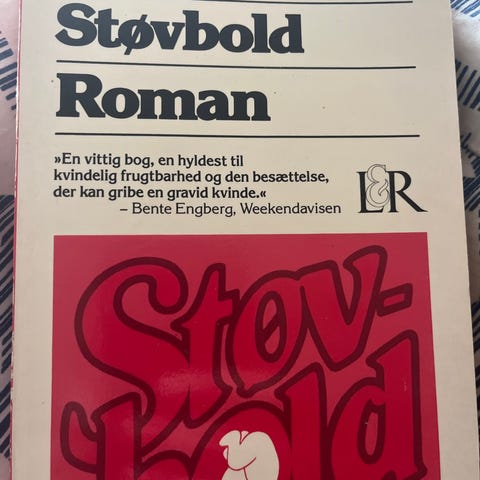 Støvbold
Roman
»En vittig bog, en hyldest til
kvindelig frugtbarhed og den besættelse,
der kan gribe en gravid kvinde.«
– Bente Engberg, Weekendavisen
L&R
Støv-
bold